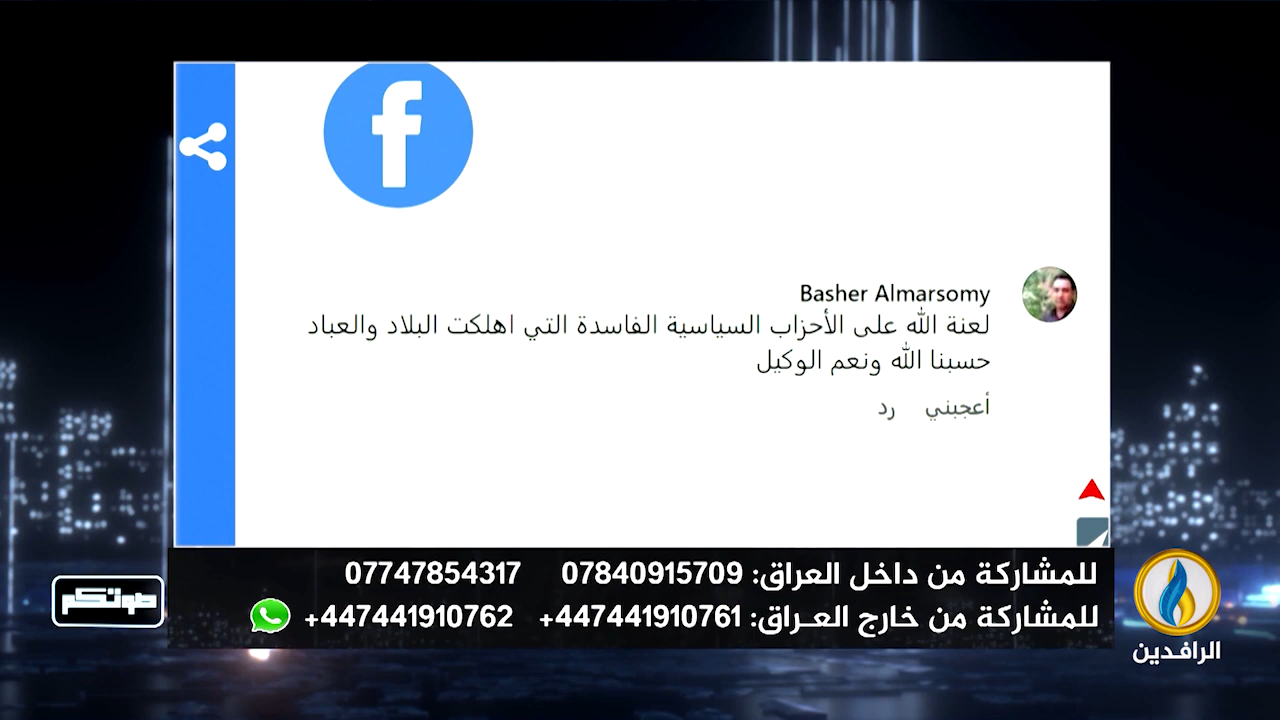 f
Basher Almarsomy
لعنة الله على الأحزاب السياسية الفاسدة التي اهلكت البلاد والعباد
حسبنا الله ونعم الوكيل
أعجبني رد
للمشاركة من داخل العراق: 07840915709 07747854317
للمشاركة من خارج العـراق: 447441910761+ 447441910762+
صوتكم
الرافدين